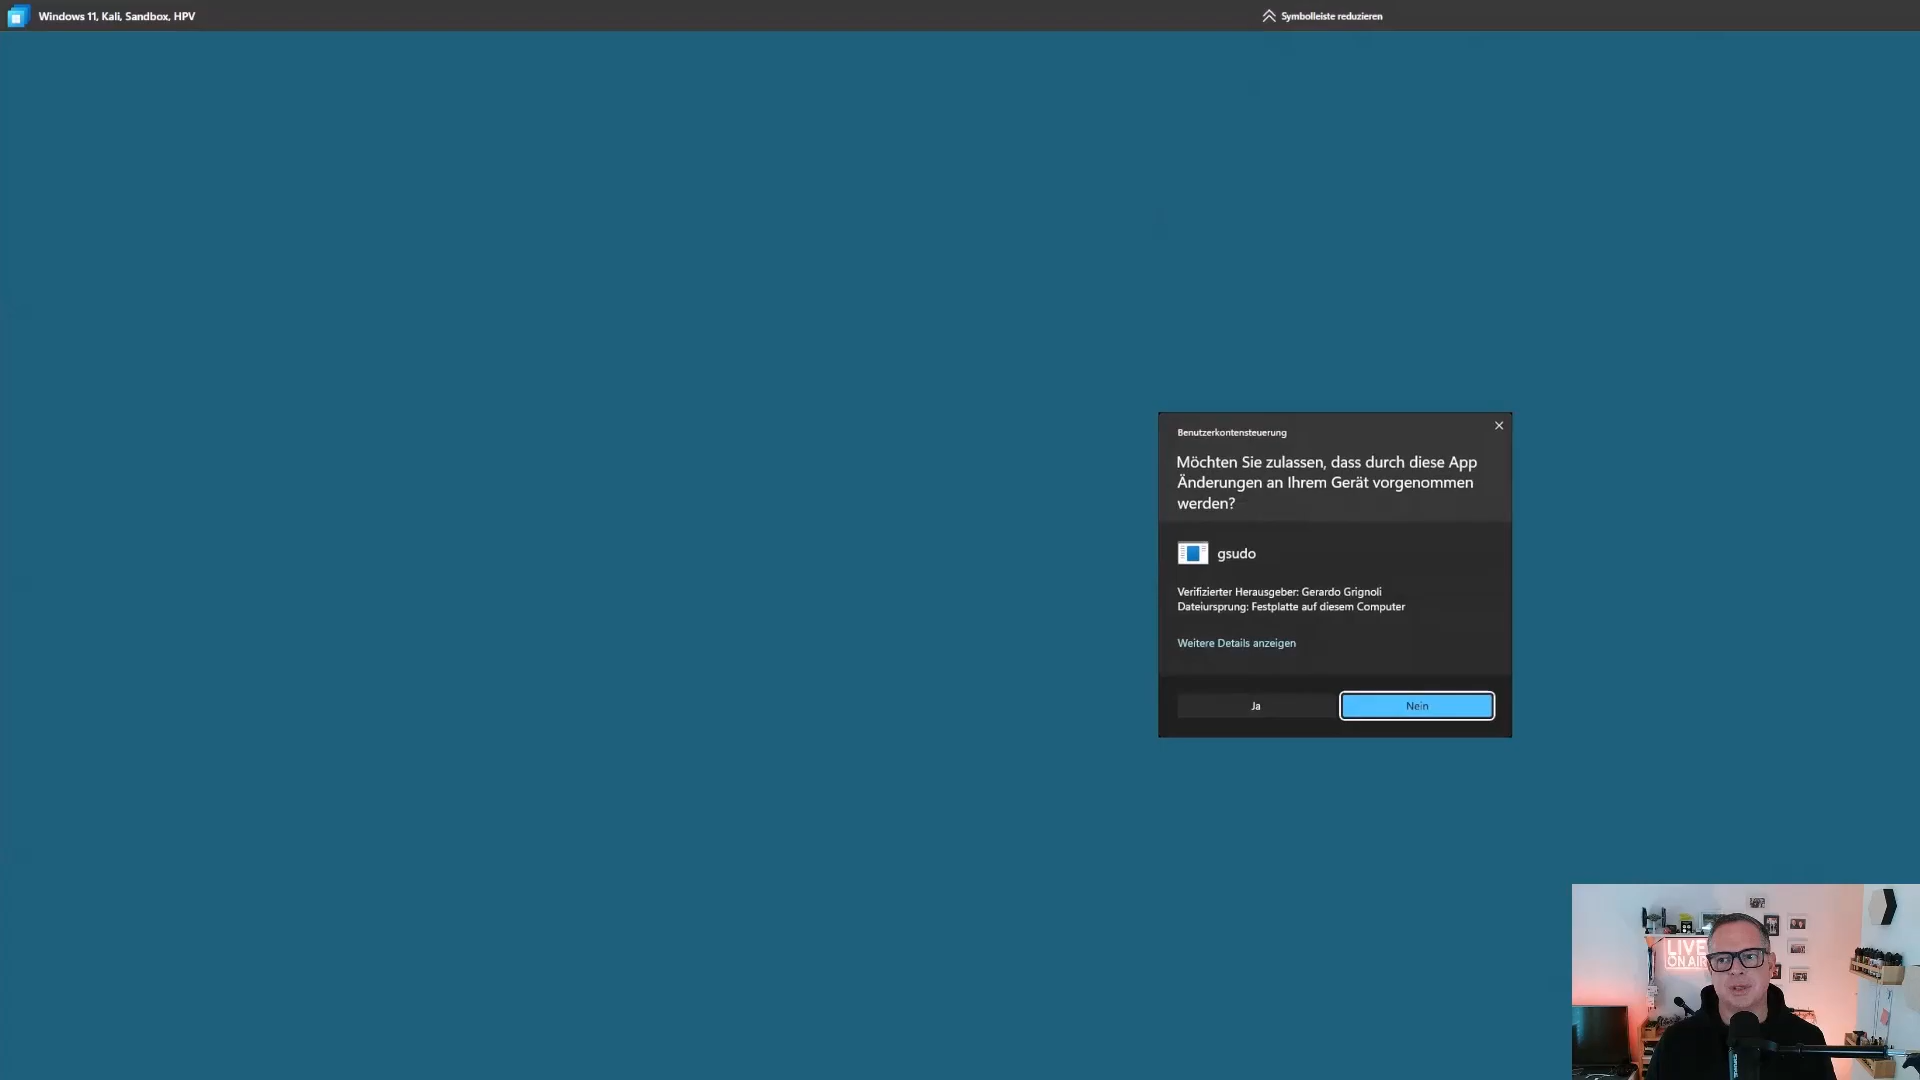 Windows 11, Kali, Sandbox, HPV
Symbolleiste reduzieren
Benutzerkontensteuerung
Möchten Sie zulassen, dass durch diese App
Änderungen an Ihrem Gerät vorgenommen
werden?
gsudo
Verifizierter Herausgeber: Gerardo Grignoli
Dateiursprung: Festplatte auf diesem Computer
Weitere Details anzeigen
Ja
Nein
LIVE
ON AIR